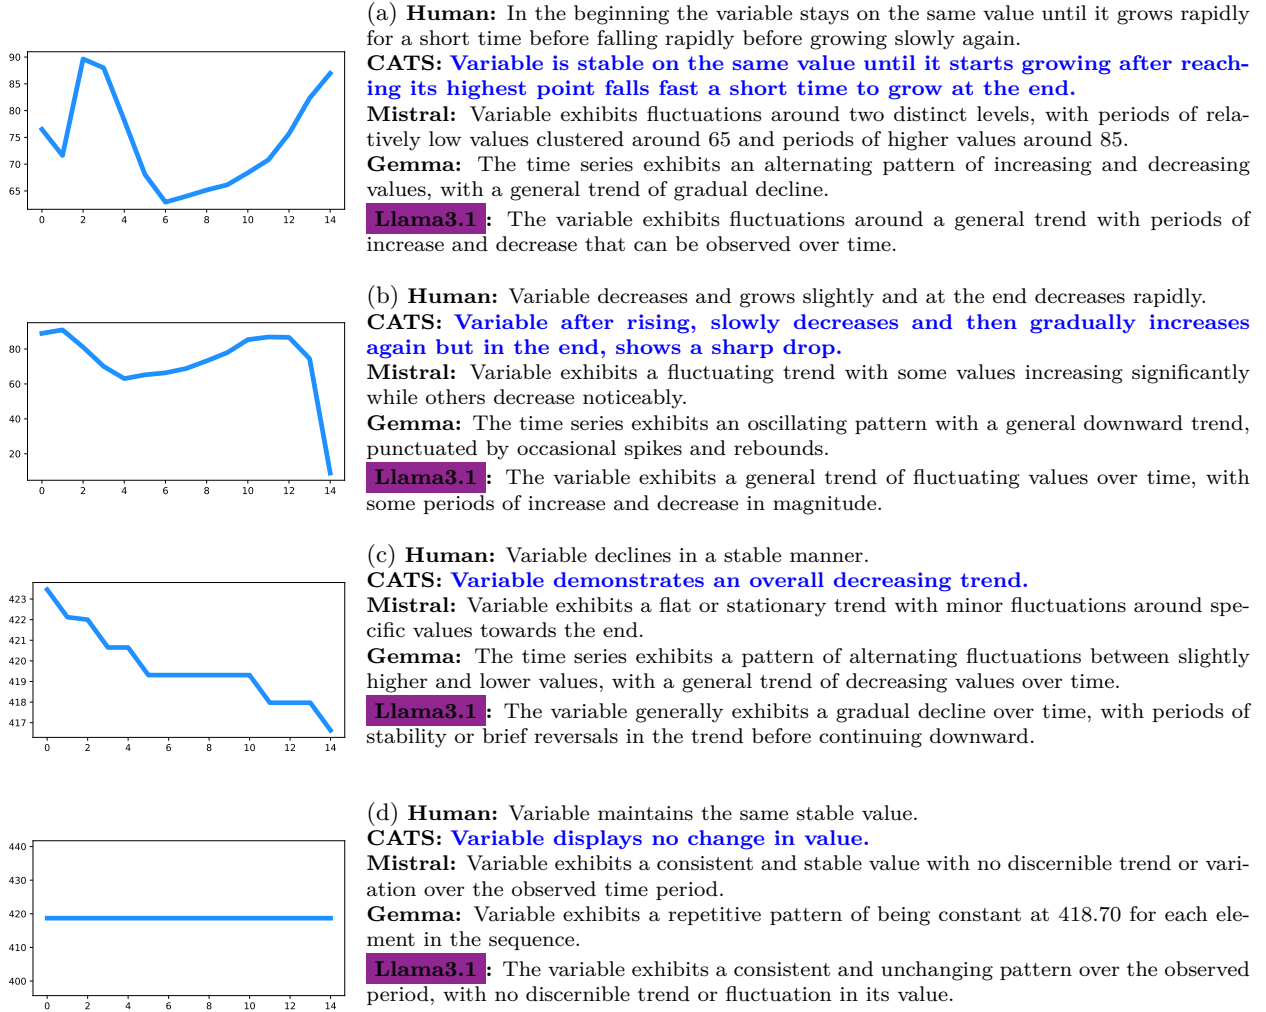 (a) Human: In the beginning the variable stays on the same value until it grows rapidly
for a short time before falling rapidly before growing slowly again.
CATS: Variable is stable on the same value until it starts growing after reach-
ing its highest point falls fast a short time to grow at the end.
Mistral: Variable exhibits fluctuations around two distinct levels, with periods of rela-
tively low values clustered around 65 and periods of higher values around 85.
Gemma: The time series exhibits an alternating pattern of increasing and decreasing
values, with a general trend of gradual decline.
Llama3.1 : The variable exhibits fluctuations around a general trend with periods of
increase and decrease that can be observed over time.
90
85
80
75
70
65
0 2 4 6 8 10 12 14
(b) Human: Variable decreases and grows slightly and at the end decreases rapidly.
CATS: Variable after rising, slowly decreases and then gradually increases
again but in the end, shows a sharp drop.
Mistral: Variable exhibits a fluctuating trend with some values increasing significantly
while others decrease noticeably.
Gemma: The time series exhibits an oscillating pattern with a general downward trend,
punctuated by occasional spikes and rebounds.
Llama3.1 : The variable exhibits a general trend of fluctuating values over time, with
some periods of increase and decrease in magnitude.
80
60
40
20
0 2 4 6 8 10 12 14
(c) Human: Variable declines in a stable manner.
CATS: Variable demonstrates an overall decreasing trend.
Mistral: Variable exhibits a flat or stationary trend with minor fluctuations around spe-
cific values towards the end.
Gemma: The time series exhibits a pattern of alternating fluctuations between slightly
higher and lower values, with a general trend of decreasing values over time.
Llama3.1 : The variable generally exhibits a gradual decline over time, with periods of
stability or brief reversals in the trend before continuing downward.
423
422
421
420
419
418
417
0 2 4 6 8 10 12 14
(d) Human: Variable maintains the same stable value.
CATS: Variable displays no change in value.
Mistral: Variable exhibits a consistent and stable value with no discernible trend or vari-
ation over the observed time period.
Gemma: Variable exhibits a repetitive pattern of being constant at 418.70 for each ele-
ment in the sequence.
Llama3.1 : The variable exhibits a consistent and unchanging pattern over the observed
period, with no discernible trend or fluctuation in its value.
440
430
420
410
400
0 2 4 6 8 10 12 14